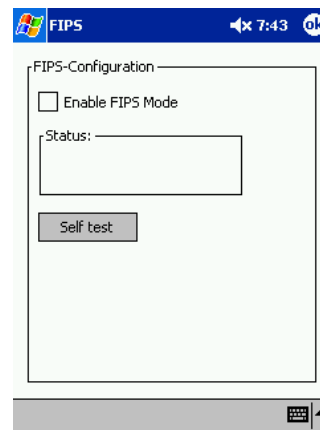 FIPS 7:43 ok
FIPS-Configuration
Enable FIPS Mode
Status:
Self test